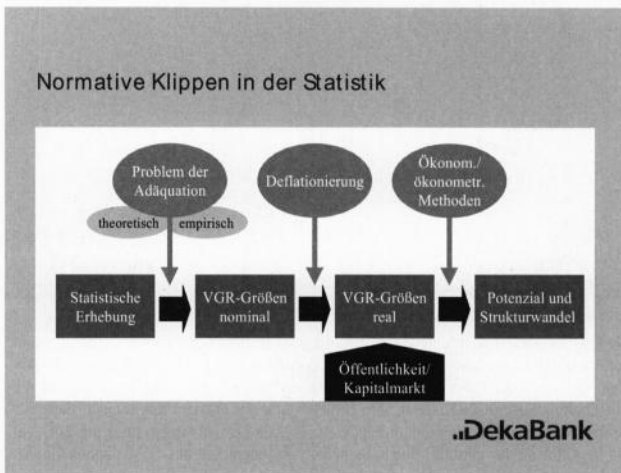 Normative Klippen in der Statistik
Problem der
Adäquation
theoretisch empirisch
Deflationierung
Ökonom./
ökonometr.
Methoden
Statistische
Erhebung
VGR-Größen
nominal
VGR-Größen
real
Potenzial und
Strukturwandel
Öffentlichkeit/
Kapitalmarkt
DekaBank